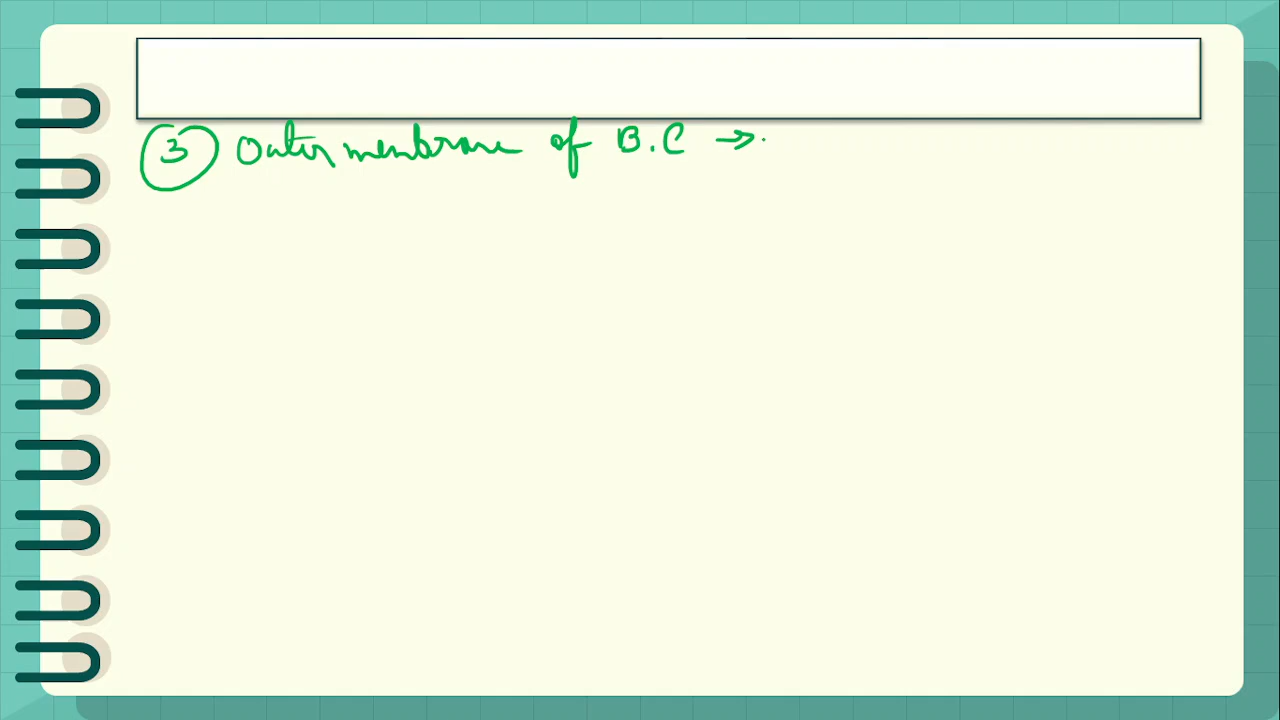 3 Outer membrane of B.C →